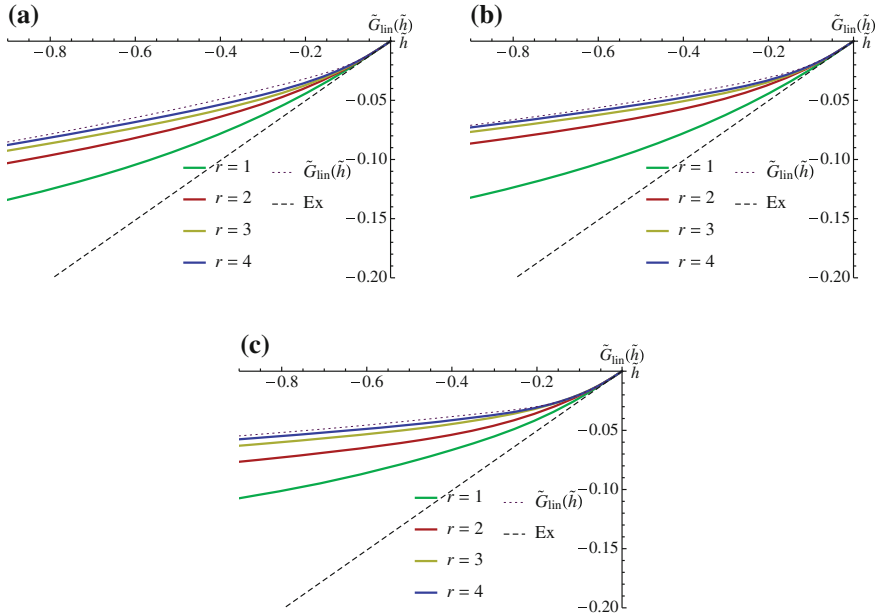 (a)
G̃lin(h̃)
−0.8 −0.6 −0.4 −0.2 h̃
−0.05
−0.10
−0.15
−0.20
r = 1 G̃lin(h̃)
r = 2 Ex
r = 3
r = 4
(b)
G̃lin(h̃)
−0.8 −0.6 −0.4 −0.2 h̃
−0.05
−0.10
−0.15
−0.20
r = 1 G̃lin(h̃)
r = 2 Ex
r = 3
r = 4
(c)
G̃lin(h̃)
−0.8 −0.6 −0.4 −0.2 h̃
−0.05
−0.10
−0.15
−0.20
r = 1 G̃lin(h̃)
r = 2 Ex
r = 3
r = 4